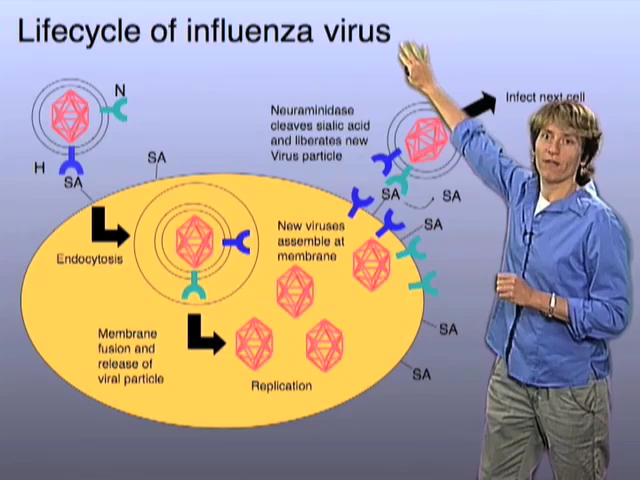 Lifecycle of influenza virus
N
H
SA
SA
Endocytosis
Membrane
fusion and
release of
viral particle
Replication
New viruses
assemble at
membrane
Neuraminidase
cleaves sialic acid
and liberates new
Virus particle
Infect next cell
SA
SA
SA
SA
SA